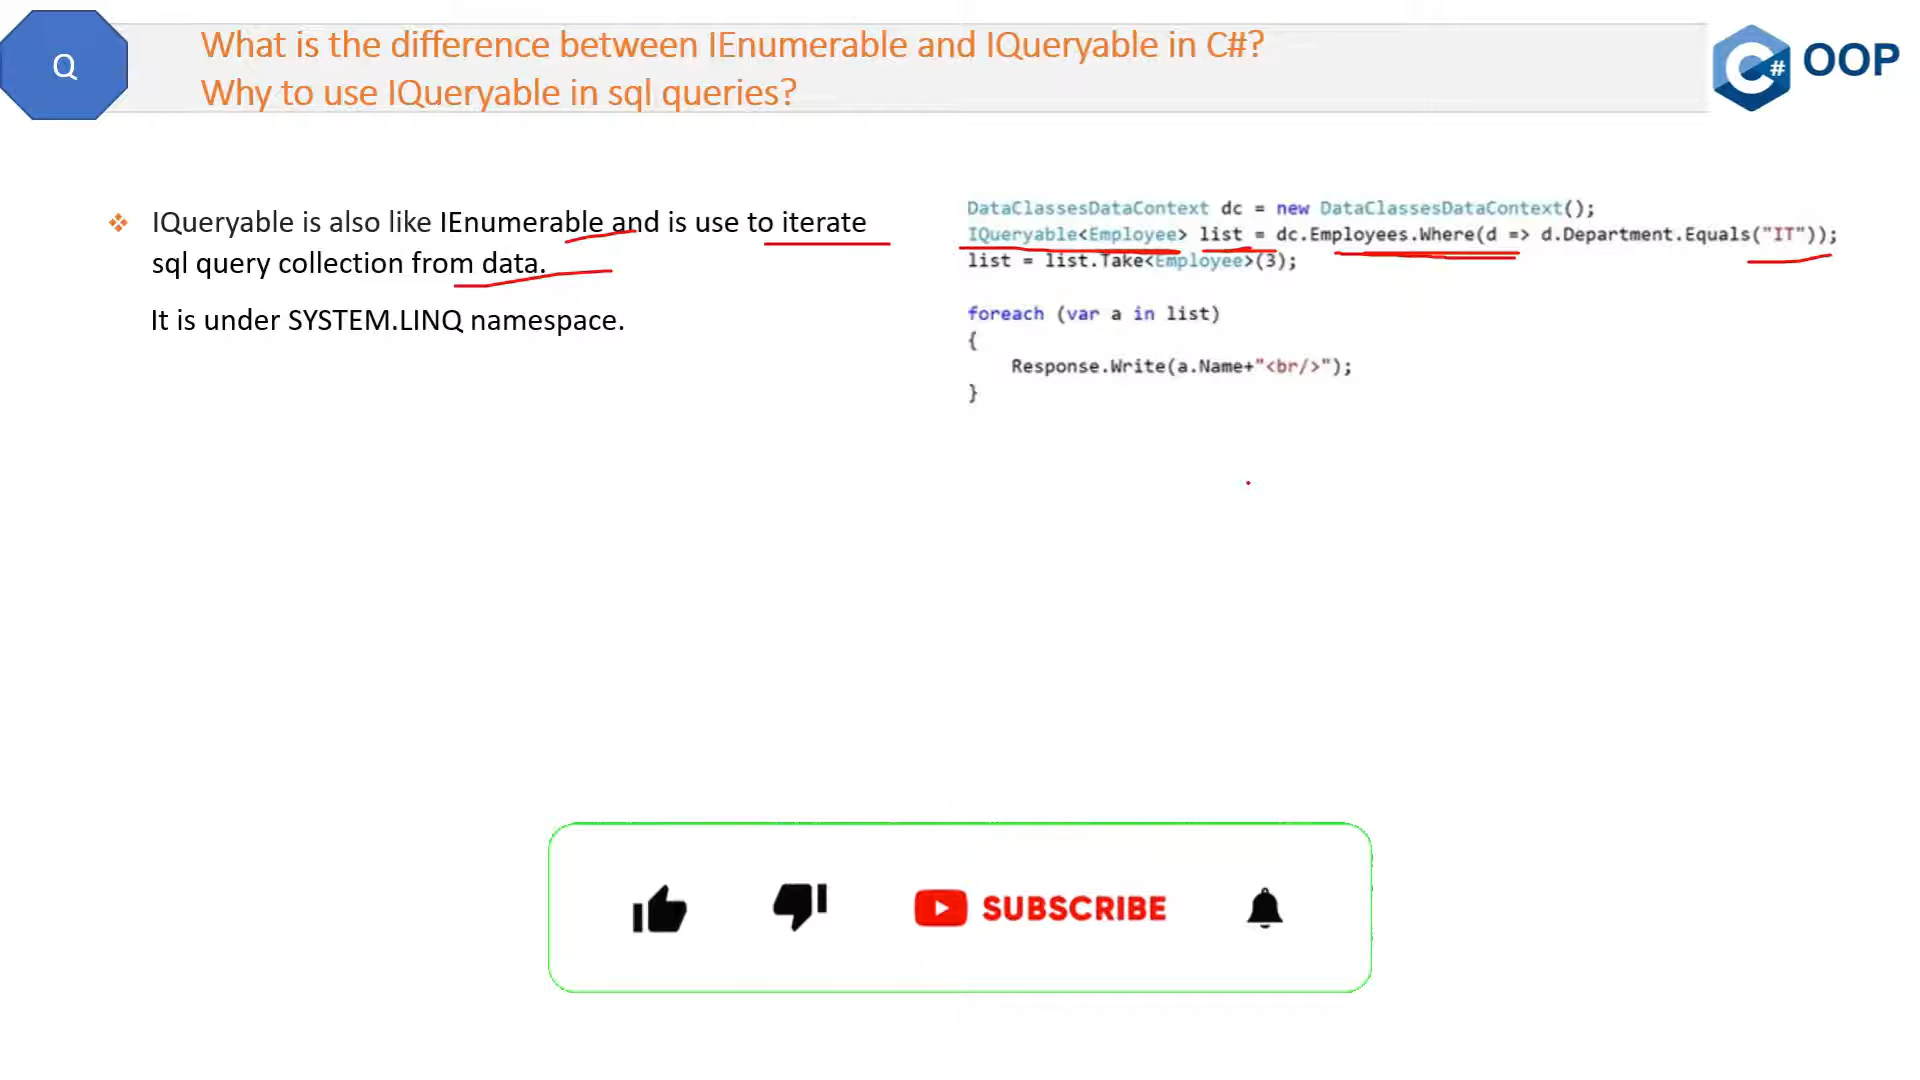 Q
What is the difference between IEnumerable and IQueryable in C#?
Why to use IQueryable in sql queries?
C# OOP
IQueryable is also like IEnumerable and is use to iterate
sql query collection from data.
It is under SYSTEM.LINQ namespace.
DataClassesDataContext dc = new DataClassesDataContext();
IQueryable<Employee> list = dc.Employees.Where(d => d.Department.Equals("IT"));
list = list.Take<Employee>(3);
foreach (var a in list)
{
Response.Write(a.Name+"<br/>");
}
SUBSCRIBE